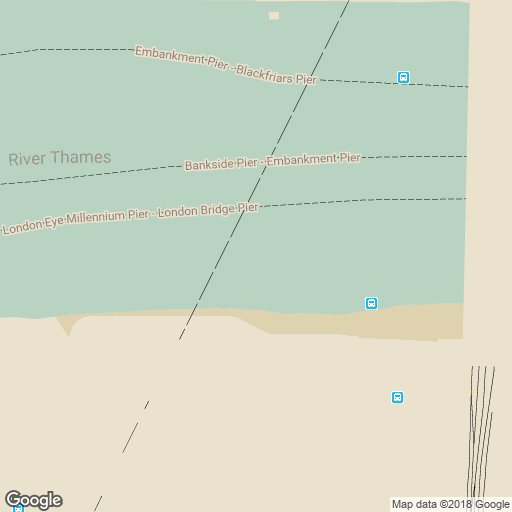 Embankment Pier - Blackfriars Pier
River Thames
Bankside Pier - Embankment Pier
London Eye Millennium Pier - London Bridge Pier
Google
Map data ©2018 Google